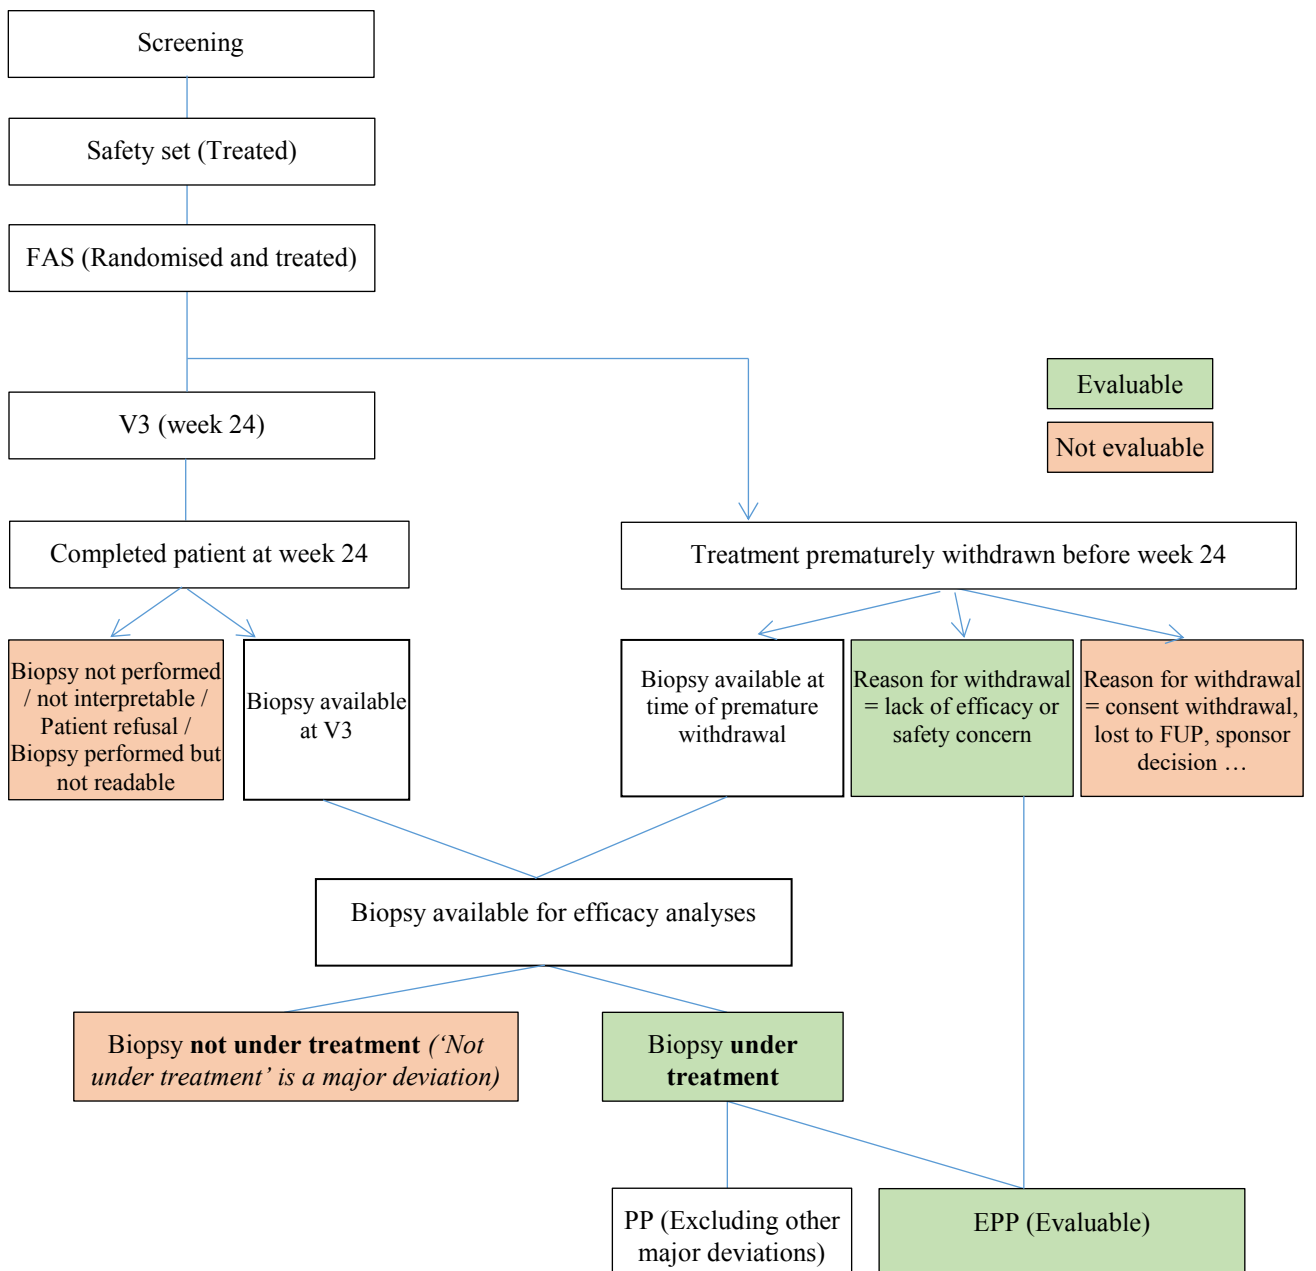 Screening
Safety set (Treated)
FAS (Randomised and treated)
V3 (week 24)
Evaluable
Not evaluable
Completed patient at week 24
Treatment prematurely withdrawn before week 24
Biopsy not performed
/ not interpretable /
Patient refusal /
Biopsy performed but
not readable
Biopsy available
at V3
Biopsy available at
time of premature
withdrawal
Reason for withdrawal
= lack of efficacy or
safety concern
Reason for withdrawal
= consent withdrawal,
lost to FUP, sponsor
decision …
Biopsy available for efficacy analyses
Biopsy not under treatment (‘Not
under treatment’ is a major deviation)
Biopsy under
treatment
PP (Excluding other
major deviations)
EPP (Evaluable)